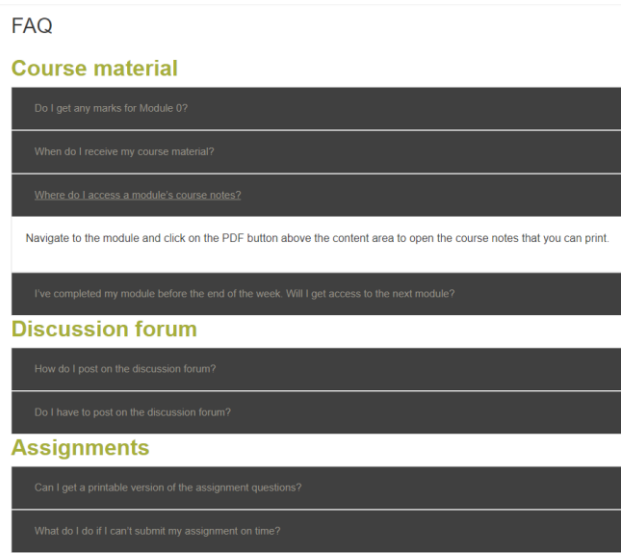 FAQ
Course material
Do I get any marks for Module 0?
When do I receive my course material?
Where do I access a module's course notes?
Navigate to the module and click on the PDF button above the content area to open the course notes that you can print.
I've completed my module before the end of the week. Will I get access to the next module?
Discussion forum
How do I post on the discussion forum?
Do I have to post on the discussion forum?
Assignments
Can I get a printable version of the assignment questions?
What do I do if I can't submit my assignment on time?